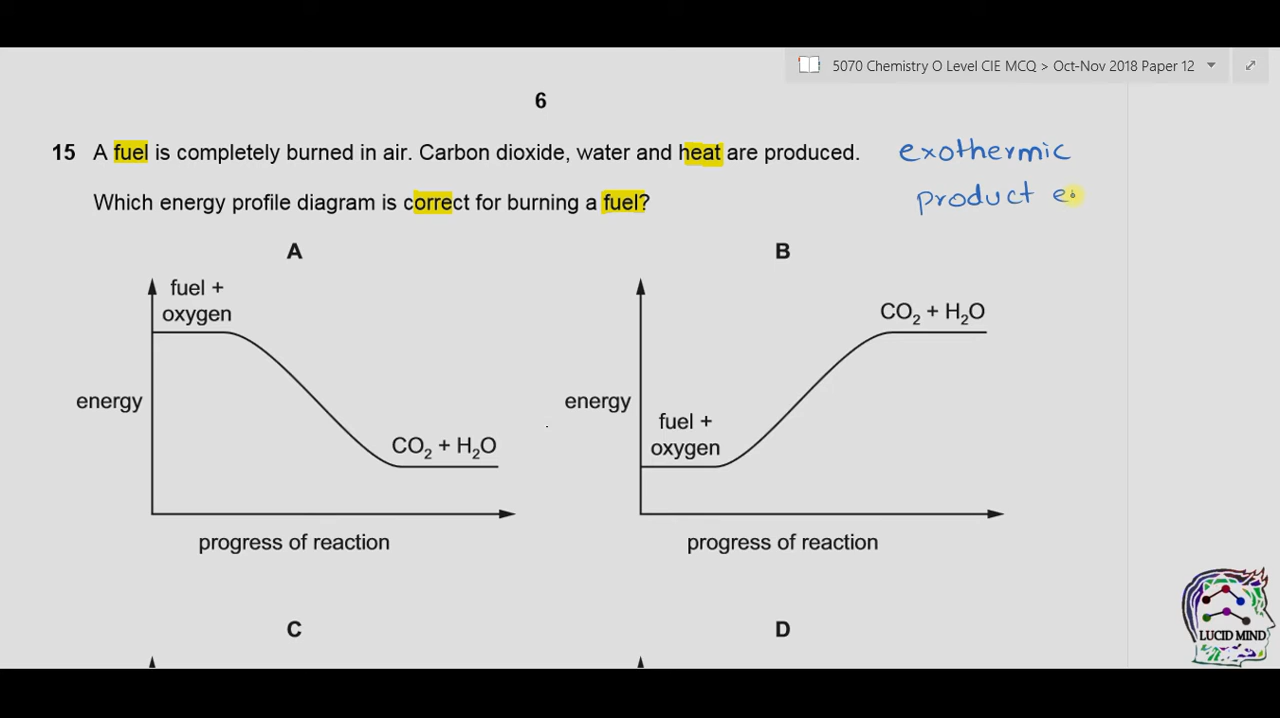 5070 Chemistry O Level CIE MCQ > Oct-Nov 2018 Paper 12
6
15 A fuel is completely burned in air. Carbon dioxide, water and heat are produced.
exothermic
Which energy profile diagram is correct for burning a fuel?
product e
A
B
fuel +
oxygen
energy
CO₂ + H₂O
progress of reaction
CO₂ + H₂O
energy
fuel +
oxygen
progress of reaction
C
D
LUCID MIND